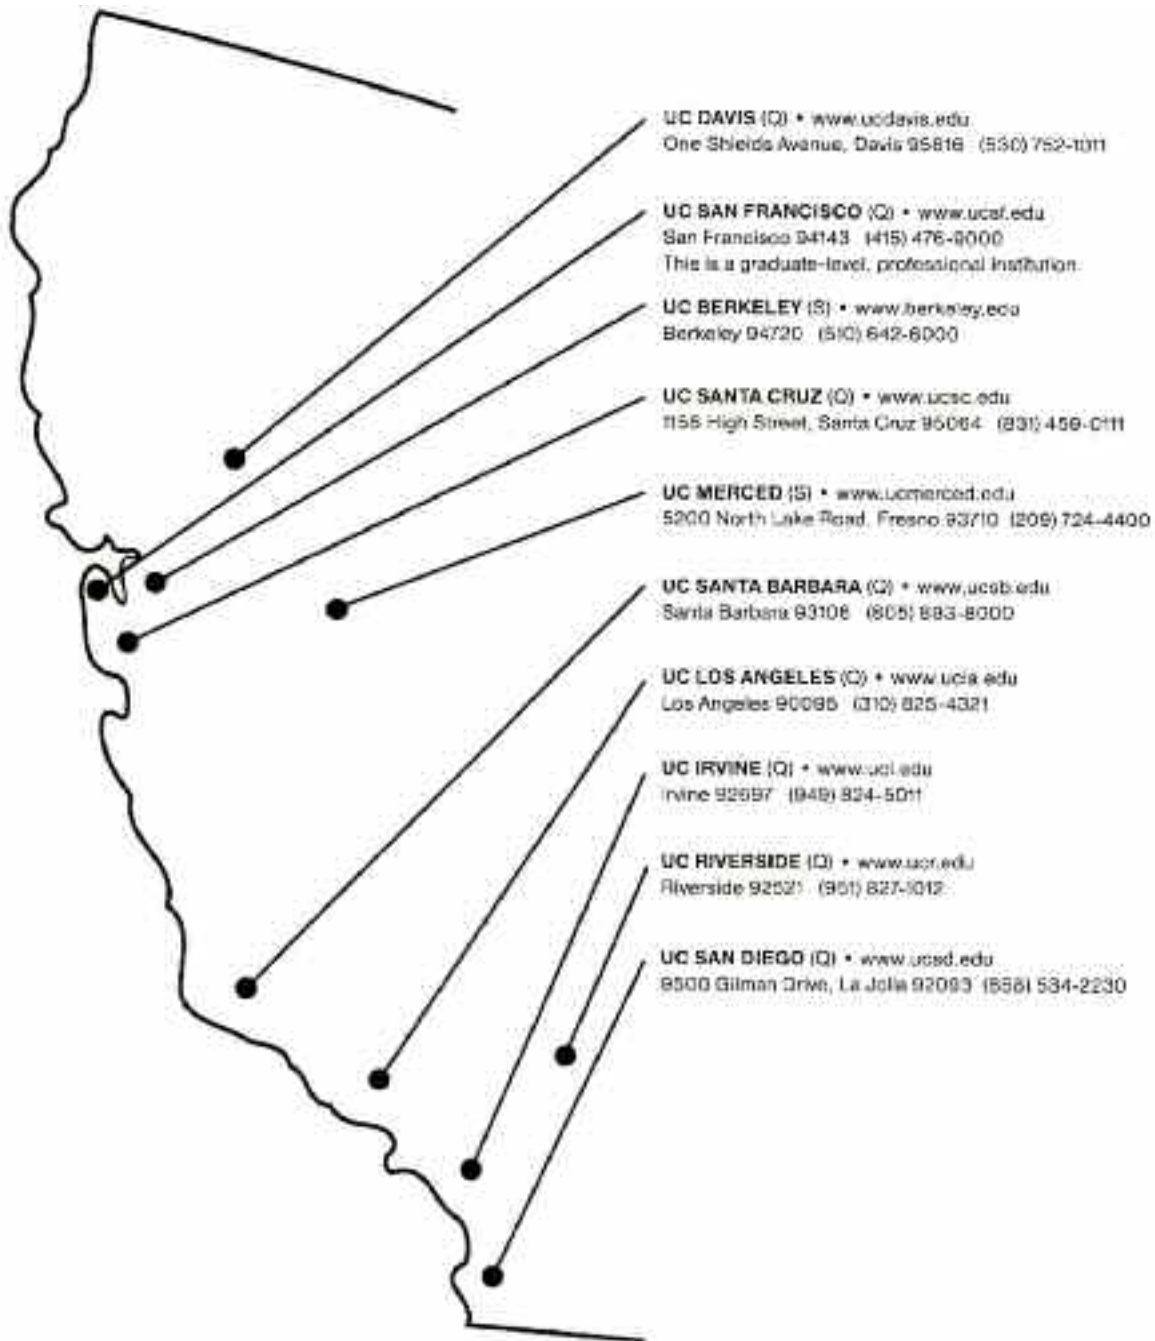 UC DAVIS (Q) • www.ucdavis.edu
One Shields Avenue, Davis 95616 (530) 752-1011
UC SAN FRANCISCO (Q) • www.ucsf.edu
San Francisco 94143 (415) 476-9000
This is a graduate-level, professional institution.
UC BERKELEY (S) • www.berkeley.edu
Berkeley 94720 (510) 642-6000
UC SANTA CRUZ (Q) • www.ucsc.edu
1156 High Street, Santa Cruz 95064 (831) 459-0111
UC MERCED (S) • www.ucmerced.edu
5200 North Lake Road, Fresno 93710 (209) 724-4400
UC SANTA BARBARA (Q) • www.ucsb.edu
Santa Barbara 93106 (805) 893-8000
UC LOS ANGELES (Q) • www.ucla.edu
Los Angeles 90095 (310) 825-4321
UC IRVINE (Q) • www.uci.edu
Irvine 92697 (949) 824-5011
UC RIVERSIDE (Q) • www.ucr.edu
Riverside 92521 (951) 827-1012
UC SAN DIEGO (Q) • www.ucsd.edu
9500 Gilman Drive, La Jolla 92093 (858) 534-2230